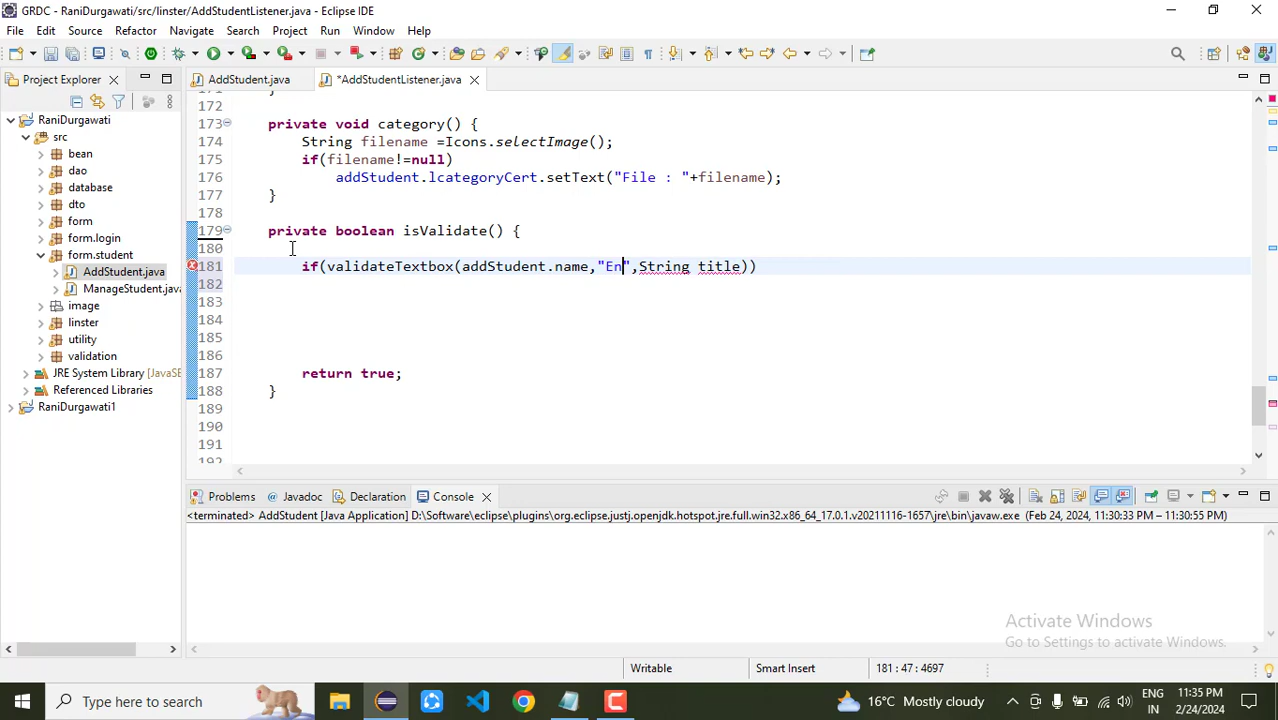 GRDC - RaniDurgawati/src/linster/AddStudentListener.java - Eclipse IDE
File Edit Source Refactor Navigate Search Project Run Window Help
Project Explorer
AddStudent.java
*AddStudentListener.java
RaniDurgawati
src
bean
dao
database
dto
form
form.login
form.student
AddStudent.java
ManageStudent.java
image
linster
utility
validation
JRE System Library [JavaSE
Referenced Libraries
RaniDurgawati1
171 }
172
173 private void category() {
174 String filename =Icons.selectImage();
175 if(filename!=null)
176 addStudent.lcategoryCert.setText("File : "+filename);
177 }
178
179 private boolean isValidate() {
180
181 if(validateTextbox(addStudent.name,"En",String title))
182
183
184
185
186
187 return true;
188 }
189
190
191
192
Problems Javadoc Declaration Console
<terminated> AddStudent [Java Application] D:\Software\eclipse\plugins\org.eclipse.justj.openjdk.hotspot.jre.full.win32.x86_64_17.0.1.v20211116-1657\jre\bin\javaw.exe (Feb 24, 2024, 11:30:33 PM – 11:30:55 PM)
Activate Windows
Go to Settings to activate Windows.
Writable Smart Insert 181 : 47 : 4697
Type here to search
16°C Mostly cloudy
ENG
IN
11:35 PM
2/24/2024